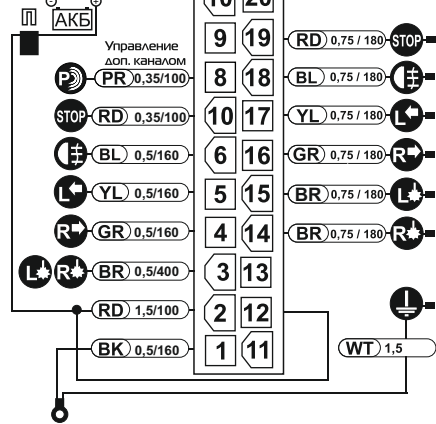 АКБ
10 20
Управление
доп. каналом
9 19 RD 0,75 / 180 STOP
P PR 0,35/100 8 18 BL 0,75 / 180
STOP RD 0,35/100 10 17 YL 0,75 / 180 L
BL 0,5/160 6 16 GR 0,75 / 180 R
L YL 0,5/160 5 15 BR 0,75 / 180 L
R GR 0,5/160 4 14 BR 0,75 / 180 R
L R BR 0,5/400 3 13
RD 1,5/100 2 12
BK 0,5/160 1 11 WT 1,5